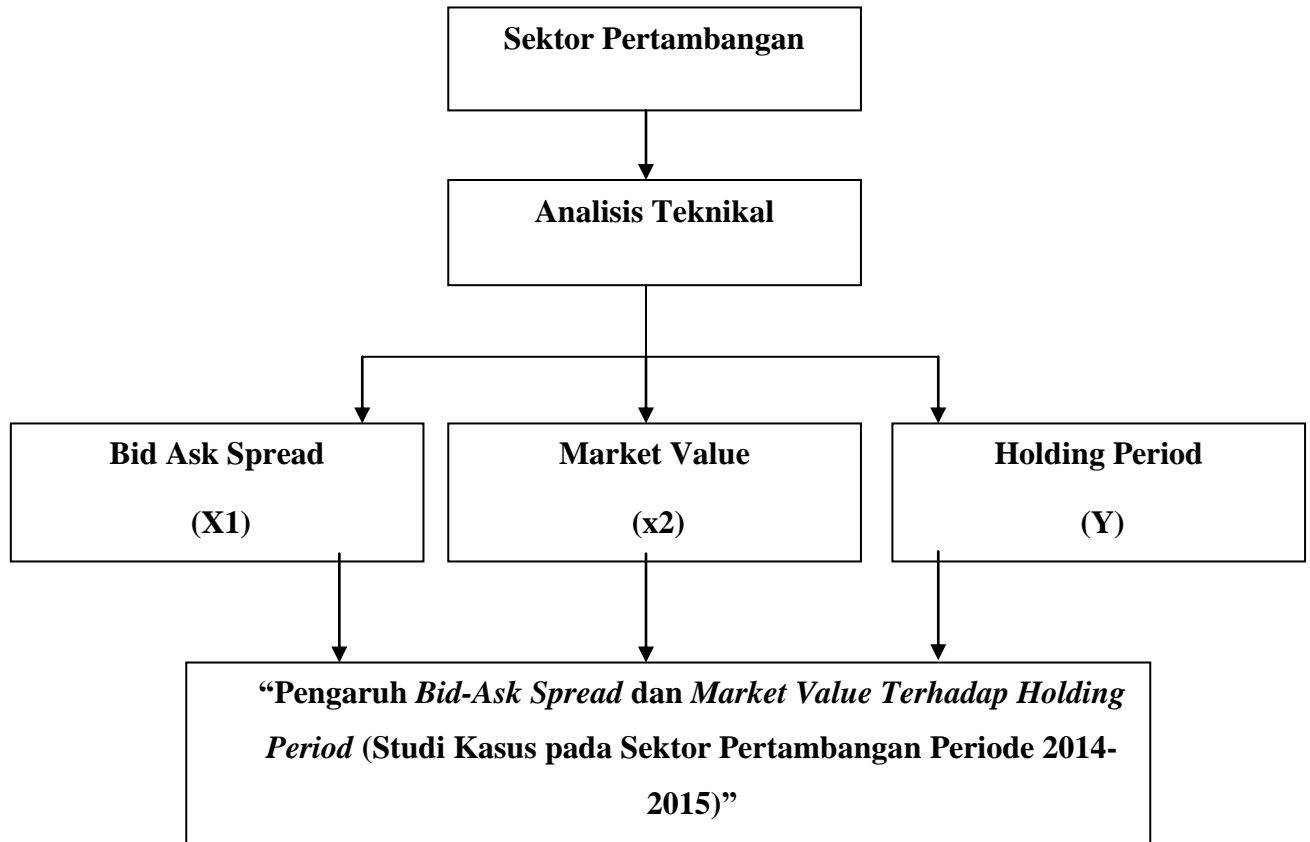 Sektor Pertambangan
Analisis Teknikal
Bid Ask Spread
(X1)
Market Value
(x2)
Holding Period
(Y)
“Pengaruh Bid-Ask Spread dan Market Value Terhadap Holding
Period (Studi Kasus pada Sektor Pertambangan Periode 2014-
2015)”